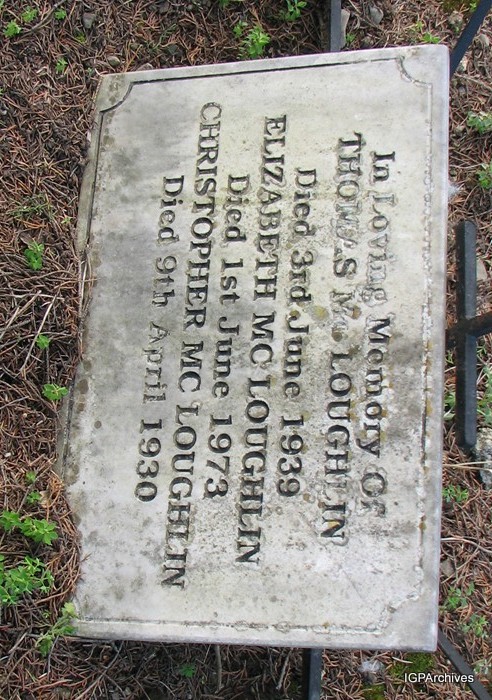 In Loving Memory Of
THOMAS Mc LOUGHLIN
Died 3rd June 1939
ELIZABETH MC LOUGHLIN
Died 1st June 1973
CHRISTOPHER MC LOUGHLIN
Died 9th April 1930
IGPArchives